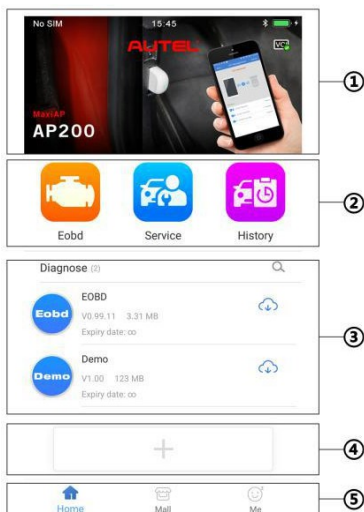 No SIM 15:45
AUTEL
VCI
MaxiAP
AP200
①
Eobd Service History
②
Diagnose (2)
Eobd
EOBD
V0.99.11 3.31 MB
Expiry date: ∞
③
Demo
Demo
V1.00 123 MB
Expiry date: ∞
④
Home Mall Me
⑤